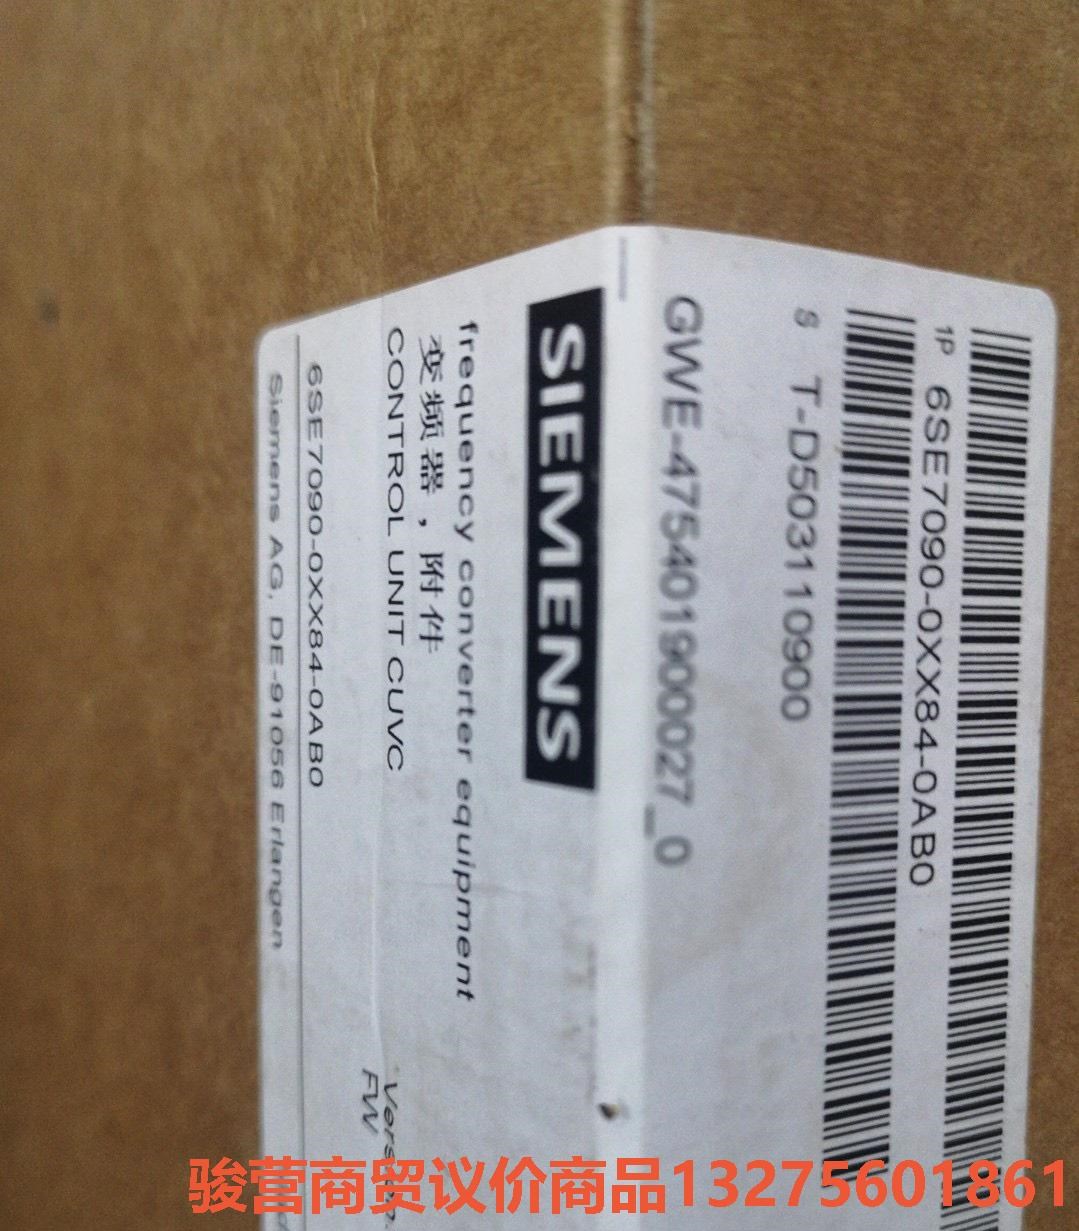 1P 6SE7090-0XX84-0AB0
S T-D503110900
GWE-475401900027_0
SIEMENS
frequency converter equipment
变频器，附件
CONTROL UNIT CUVC
FW
6SE7090-0XX84-0AB0
Siemens AG, DE-91056 Erlangen
骏营商贸议价商品13275601861